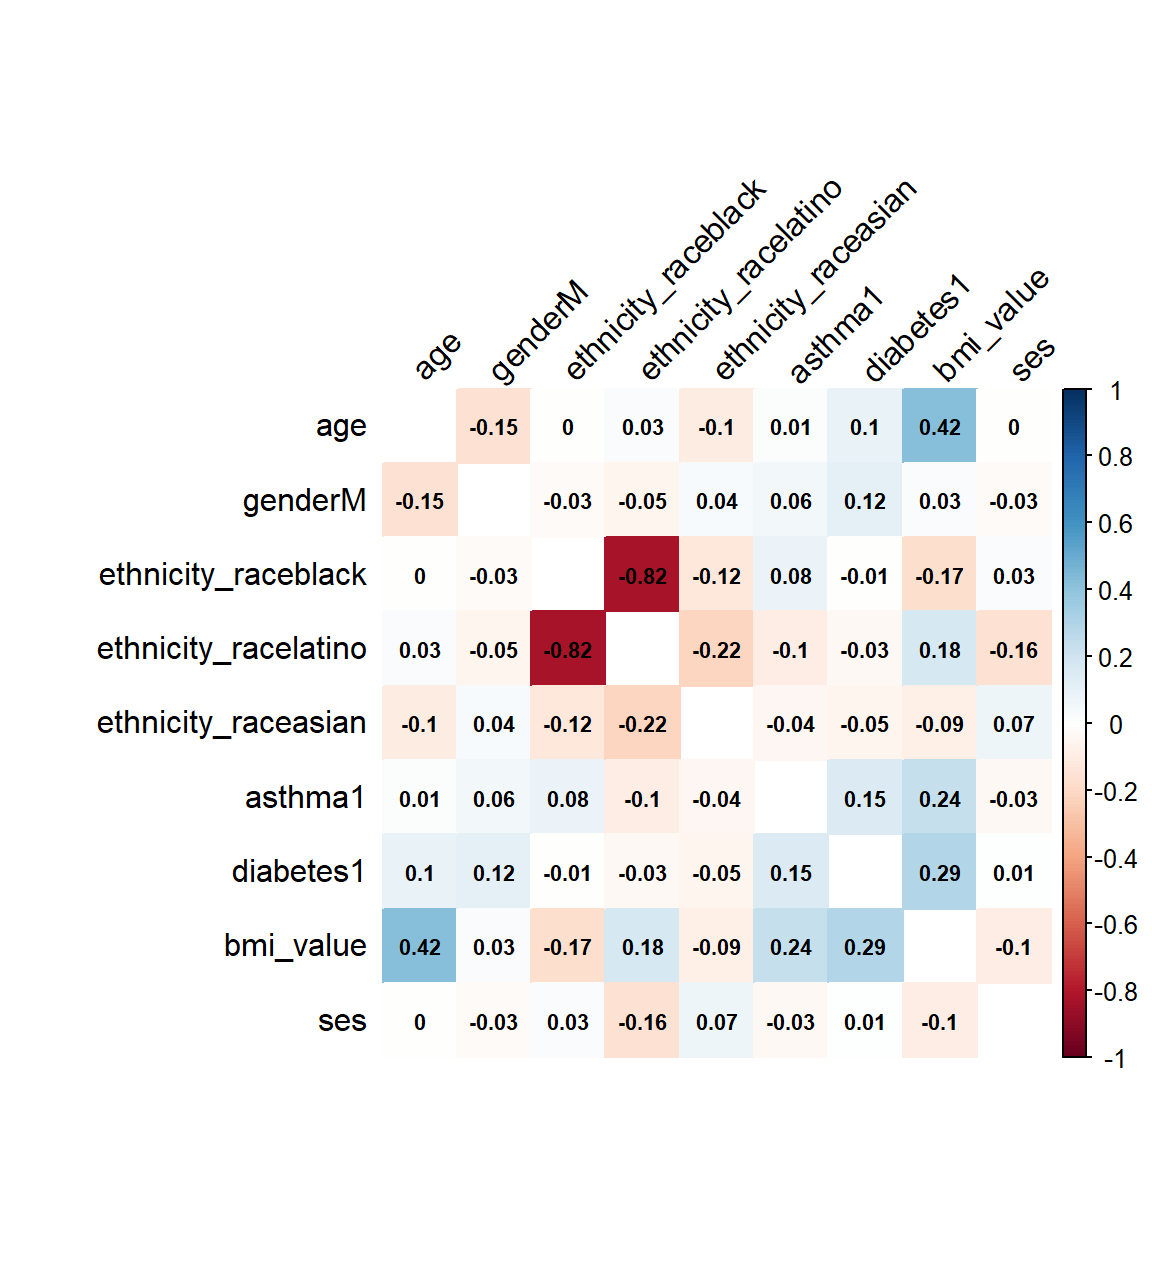 age genderM ethnicity_raceblack ethnicity_racelatino ethnicity_raceasian asthma1 diabetes1 bmi_value ses
age -0.15 0 0.03 -0.1 0.01 0.1 0.42 0
genderM -0.15 -0.03 -0.05 0.04 0.06 0.12 0.03 -0.03
ethnicity_raceblack 0 -0.03 -0.82 -0.12 0.08 -0.01 -0.17 0.03
ethnicity_racelatino 0.03 -0.05 -0.82 -0.22 -0.1 -0.03 0.18 -0.16
ethnicity_raceasian -0.1 0.04 -0.12 -0.22 -0.04 -0.05 -0.09 0.07
asthma1 0.01 0.06 0.08 -0.1 -0.04 0.15 0.24 -0.03
diabetes1 0.1 0.12 -0.01 -0.03 -0.05 0.15 0.29 0.01
bmi_value 0.42 0.03 -0.17 0.18 -0.09 0.24 0.29 -0.1
ses 0 -0.03 0.03 -0.16 0.07 -0.03 0.01 -0.1
1
0.8
0.6
0.4
0.2
0
-0.2
-0.4
-0.6
-0.8
-1